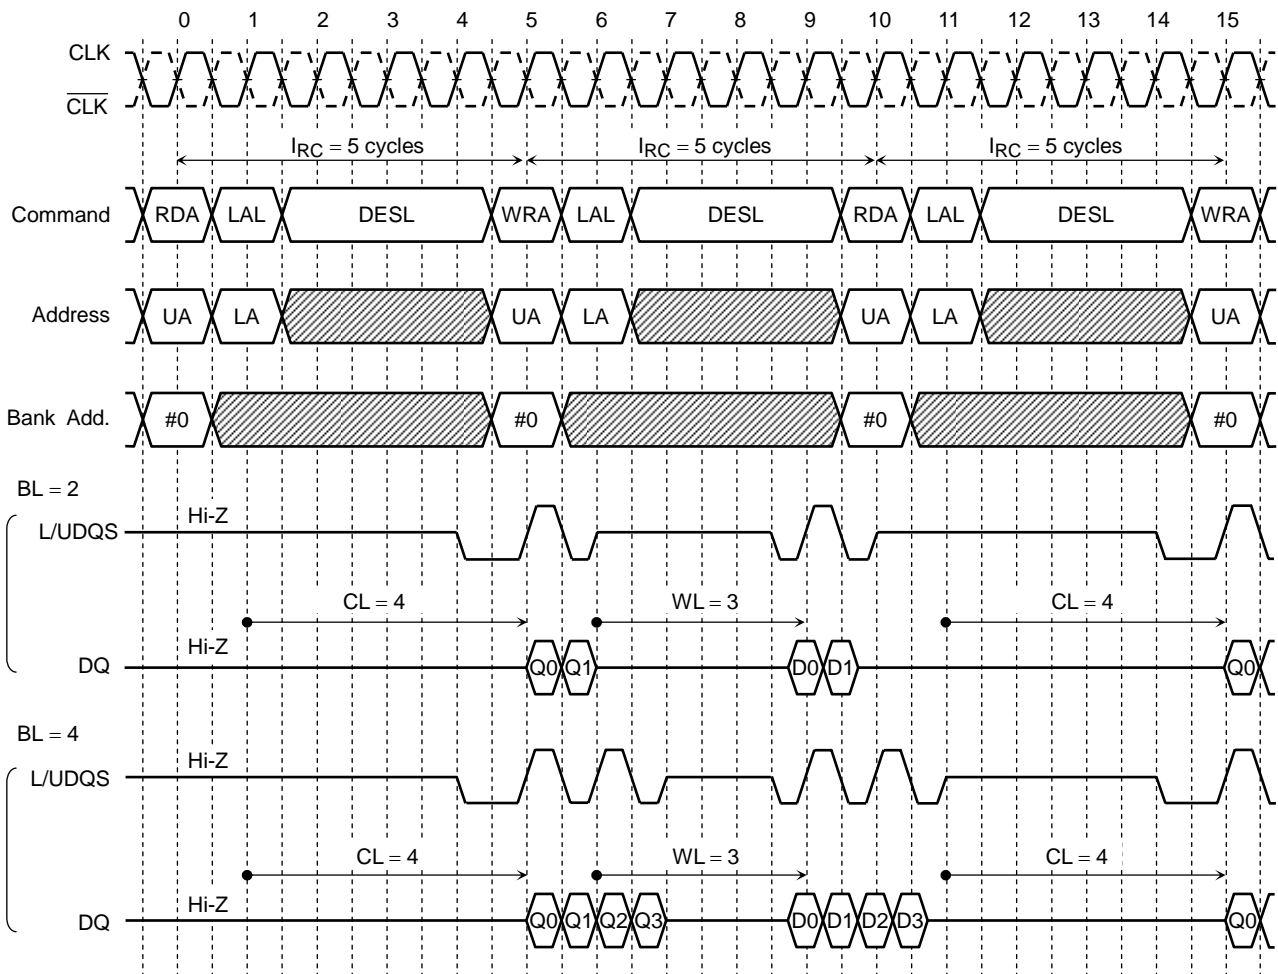 0 1 2 3 4 5 6 7 8 9 10 11 12 13 14 15
CLK
CLK
IRC = 5 cycles IRC = 5 cycles IRC = 5 cycles
Command RDA LAL DESL WRA LAL DESL RDA LAL DESL WRA
Address UA LA UA LA UA LA UA
Bank Add. #0 #0 #0 #0
BL = 2
Hi-Z
L/UDQS
CL = 4 WL = 3 CL = 4
Hi-Z
DQ Q0 Q1 D0 D1 Q0
BL = 4
Hi-Z
L/UDQS
CL = 4 WL = 3 CL = 4
Hi-Z
DQ Q0 Q1 Q2 Q3 D0 D1 D2 D3 Q0